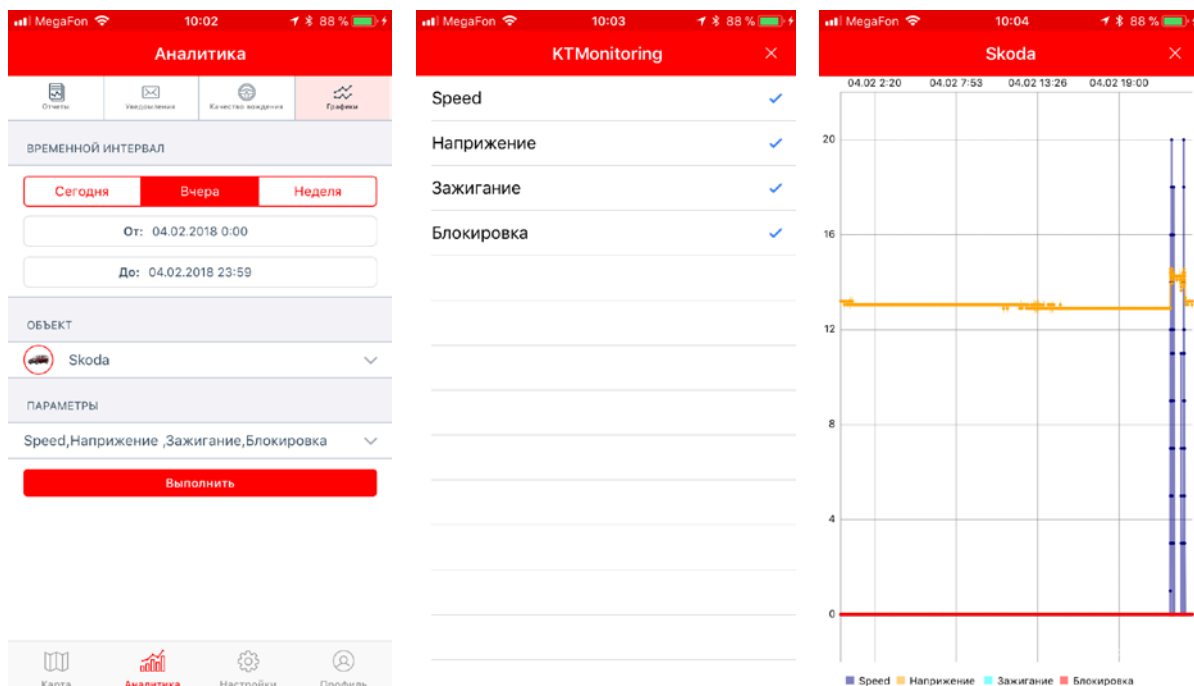 MegaFon 10:02 88 %
Аналитика
Отчеты Уведомления Качество вождения Графики
ВРЕМЕННОЙ ИНТЕРВАЛ
Сегодня Вчера Неделя
От: 04.02.2018 0:00
До: 04.02.2018 23:59
ОБЪЕКТ
Skoda
ПАРАМЕТРЫ
Speed,Наприжение ,Зажигание,Блокировка
Выполнить
Карта Аналитика Настройки Профиль
MegaFon 10:03 88 %
KTMonitoring ×
Speed
Наприжение
Зажигание
Блокировка
MegaFon 10:04 88 %
Skoda ×
04.02 2:20 04.02 7:53 04.02 13:26 04.02 19:00
20
16
12
8
4
0
Speed Наприжение Зажигание Блокировка